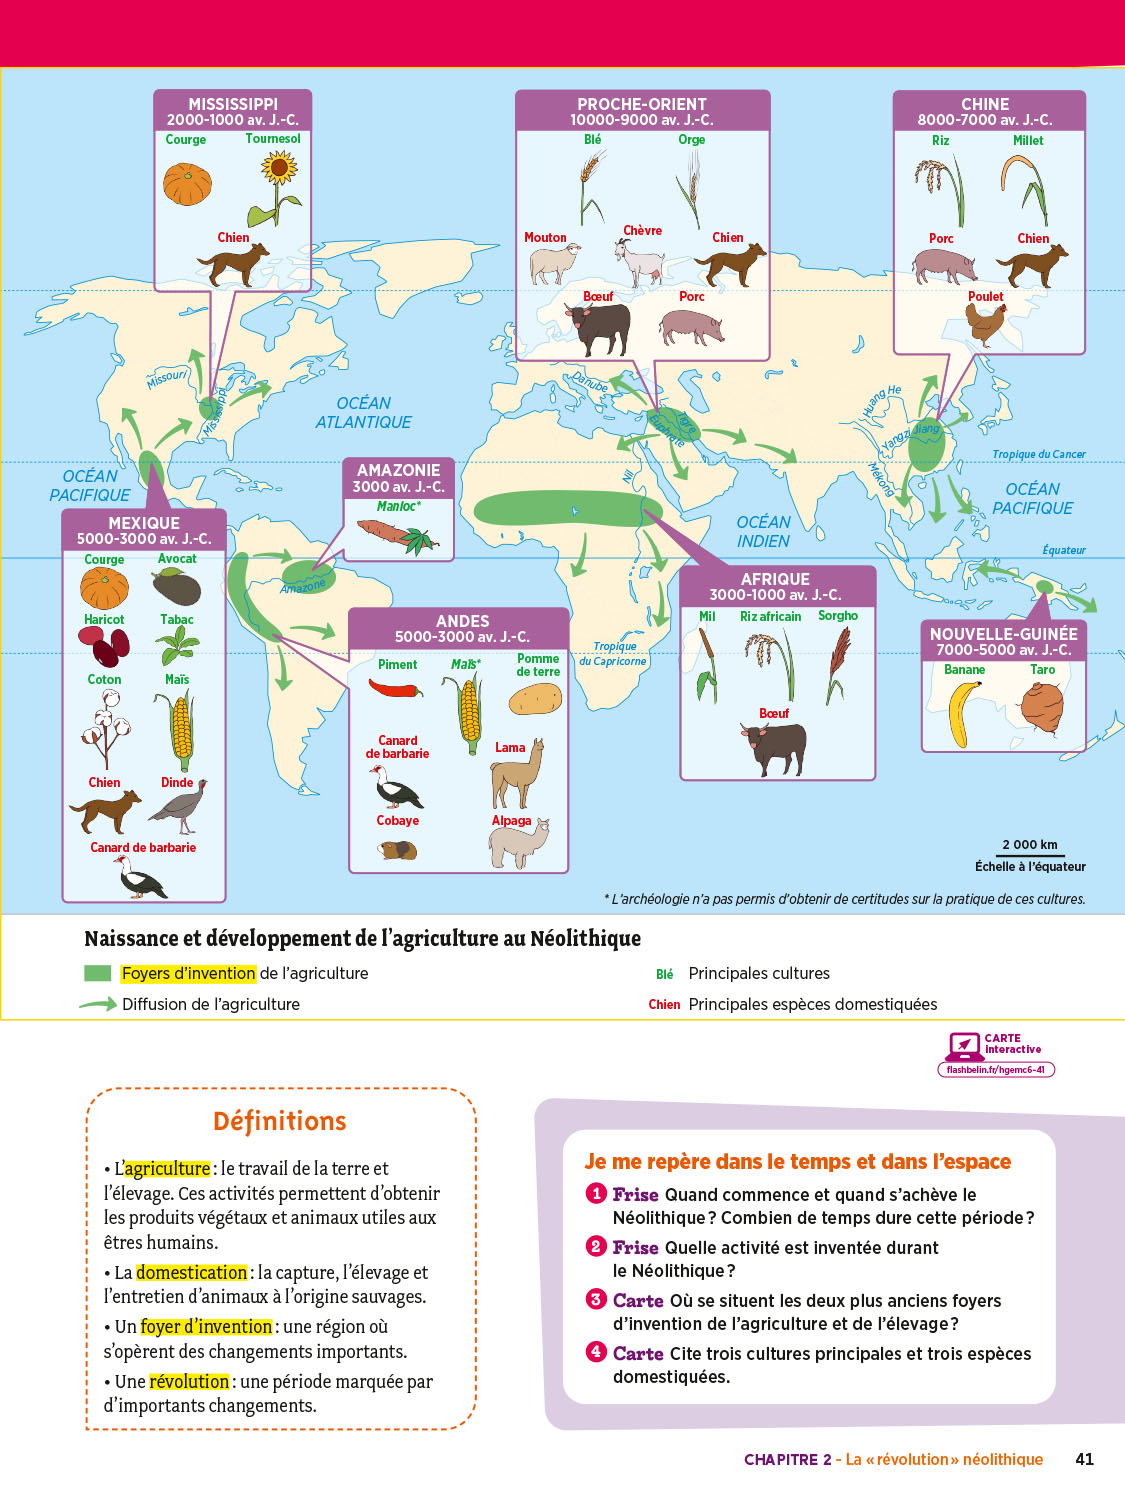 MISSISSIPPI
2000-1000 av. J.-C.
Courge
Tournesol
Chien
PROCHE-ORIENT
10000-9000 av. J.-C.
Blé
Orge
Mouton
Chèvre
Chien
Bœuf
Porc
CHINE
8000-7000 av. J.-C.
Riz
Millet
Porc
Chien
Poulet
Missouri
Mississippi
OCÉAN
ATLANTIQUE
Danube
Tigre
Euphrate
Nil
Huang He
Yangzi Jiang
Mékong
Tropique du Cancer
OCÉAN
PACIFIQUE
OCÉAN
PACIFIQUE
OCÉAN
INDIEN
Équateur
AMAZONIE
3000 av. J.-C.
Manioc*
Amazone
MEXIQUE
5000-3000 av. J.-C.
Courge
Avocat
Haricot
Tabac
Coton
Maïs
Chien
Dinde
Canard de barbarie
ANDES
5000-3000 av. J.-C.
Piment
Maïs*
Pomme
de terre
Canard
de barbarie
Lama
Cobaye
Alpaga
Tropique
du Capricorne
AFRIQUE
3000-1000 av. J.-C.
Mil
Riz africain
Sorgho
Bœuf
NOUVELLE-GUINÉE
7000-5000 av. J.-C.
Banane
Taro
2 000 km
Échelle à l'équateur
* L'archéologie n'a pas permis d'obtenir de certitudes sur la pratique de ces cultures.
Naissance et développement de l'agriculture au Néolithique
Foyers d'invention de l'agriculture
Diffusion de l'agriculture
Blé Principales cultures
Chien Principales espèces domestiquées
CARTE
interactive
flashbelin.fr/hgemc6-41
Définitions
• L'agriculture : le travail de la terre et
l'élevage. Ces activités permettent d'obtenir
les produits végétaux et animaux utiles aux
êtres humains.
• La domestication : la capture, l'élevage et
l'entretien d'animaux à l'origine sauvages.
• Un foyer d'invention : une région où
s'opèrent des changements importants.
• Une révolution : une période marquée par
d'importants changements.
Je me repère dans le temps et dans l'espace
1 Frise Quand commence et quand s'achève le
Néolithique ? Combien de temps dure cette période ?
2 Frise Quelle activité est inventée durant
le Néolithique ?
3 Carte Où se situent les deux plus anciens foyers
d'invention de l'agriculture et de l'élevage ?
4 Carte Cite trois cultures principales et trois espèces
domestiquées.
CHAPITRE 2 - La « révolution » néolithique 41